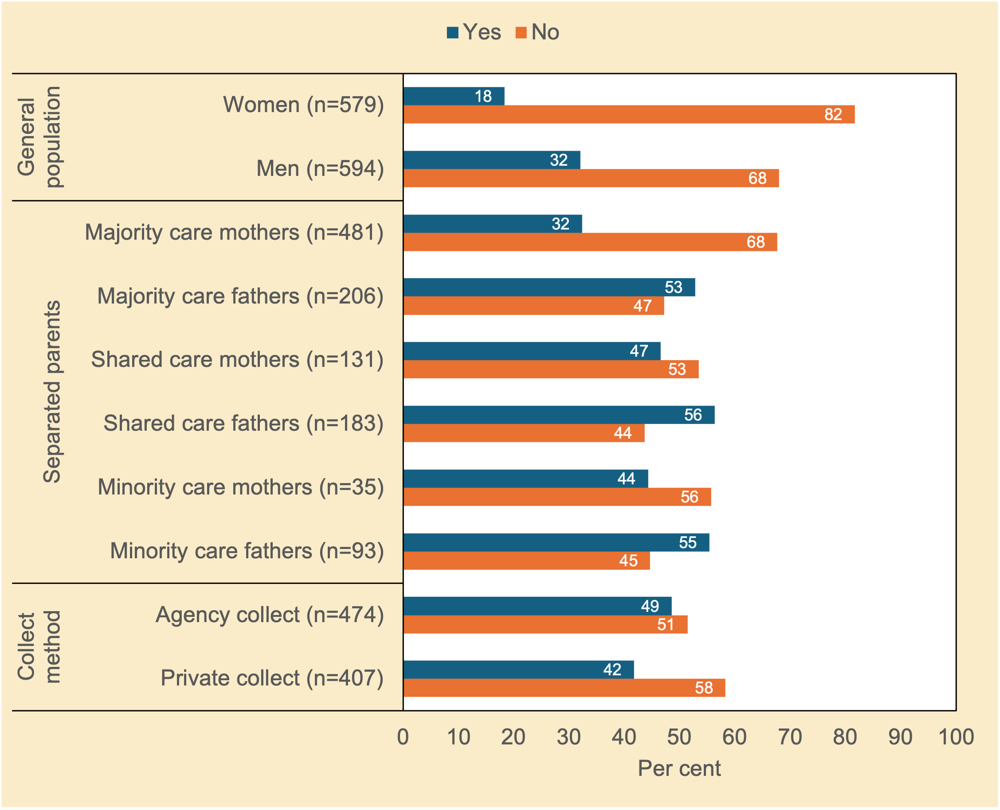 Yes No
General
population
Women (n=579)
18
82
Men (n=594)
32
68
Separated parents
Majority care mothers (n=481)
32
68
Majority care fathers (n=206)
53
47
Shared care mothers (n=131)
47
53
Shared care fathers (n=183)
56
44
Minority care mothers (n=35)
44
56
Minority care fathers (n=93)
55
45
Collect
method
Agency collect (n=474)
49
51
Private collect (n=407)
42
58
0 10 20 30 40 50 60 70 80 90 100
Per cent